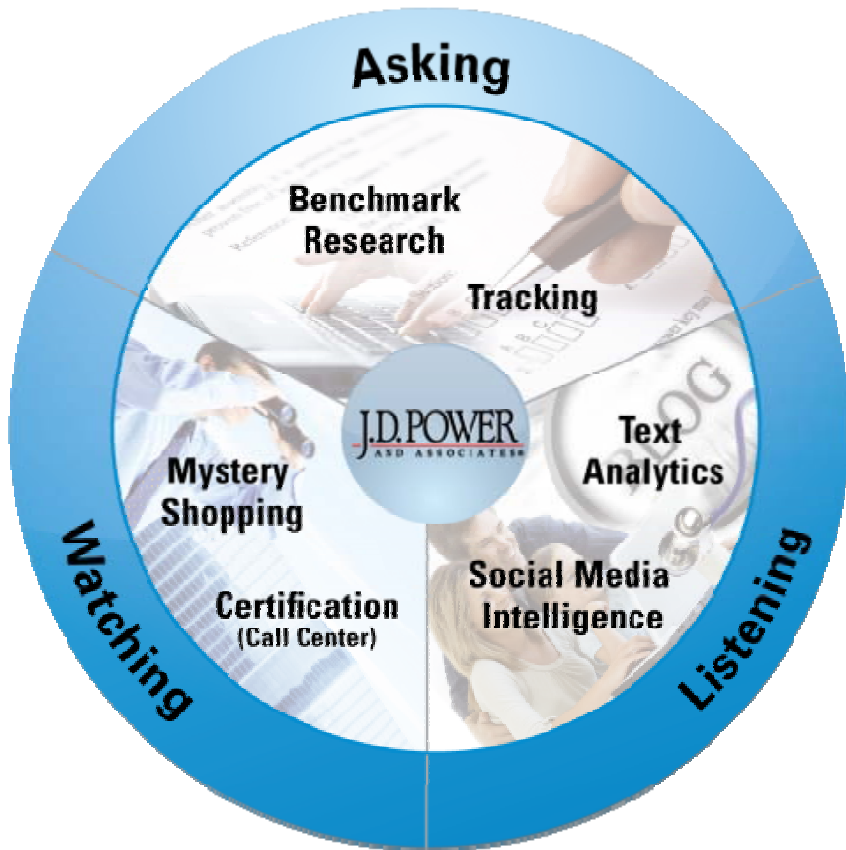 Asking
Benchmark
Research
Tracking
J.D. POWER
AND ASSOCIATES®
Text
Analytics
BLOG
Mystery
Shopping
Social Media
Intelligence
Certification
(Call Center)
Watching
Listening